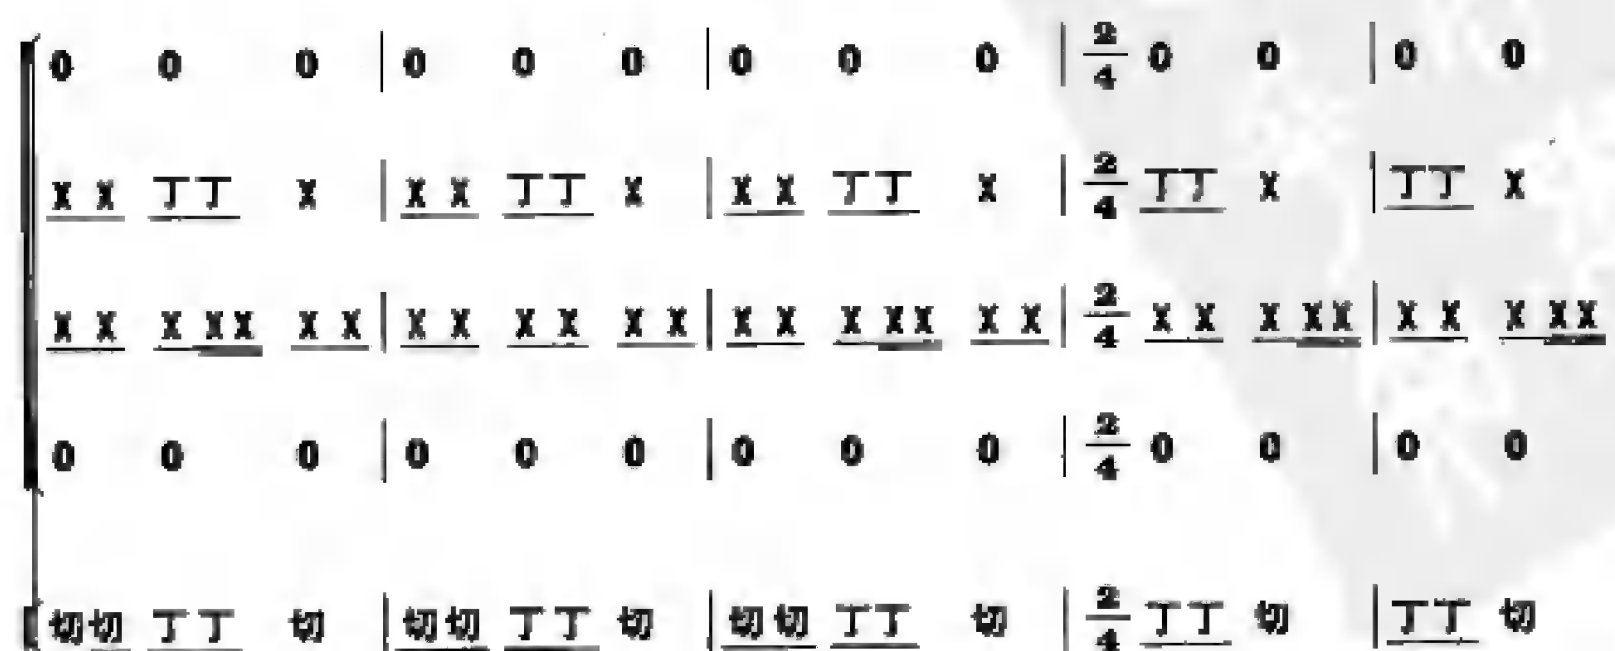 0 0 0 | 0 0 0 | 0 0 0 | 2/4 0 0 | 0 0
X X 丁丁 X | X X 丁丁 X | X X 丁丁 X | 2/4 丁丁 X | 丁丁 X
X X X XX X X | X X X X X X | X X X XX X X | 2/4 X X X XX | X X X XX
0 0 0 | 0 0 0 | 0 0 0 | 2/4 0 0 | 0 0
切切 丁丁 切 | 切切 丁丁 切 | 切切 丁丁 切 | 2/4 丁丁 切 | 丁丁 切